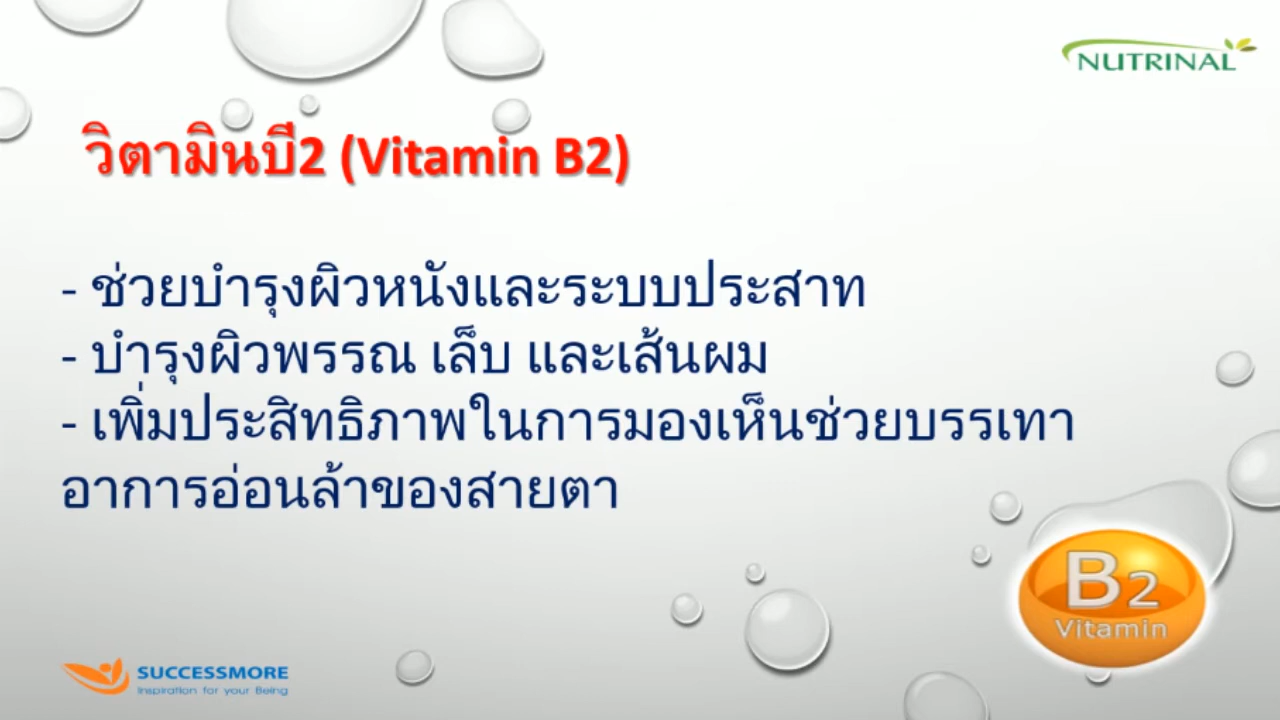 NUTRINAL
วิตามินบี2 (Vitamin B2)
- ช่วยบำรุงผิวหนังและระบบประสาท
- บำรุงผิวพรรณ เล็บ และเส้นผม
- เพิ่มประสิทธิภาพในการมองเห็นช่วยบรรเทา
อาการอ่อนล้าของสายตา
B2
Vitamin
SUCCESSMORE
Inspiration for your Being